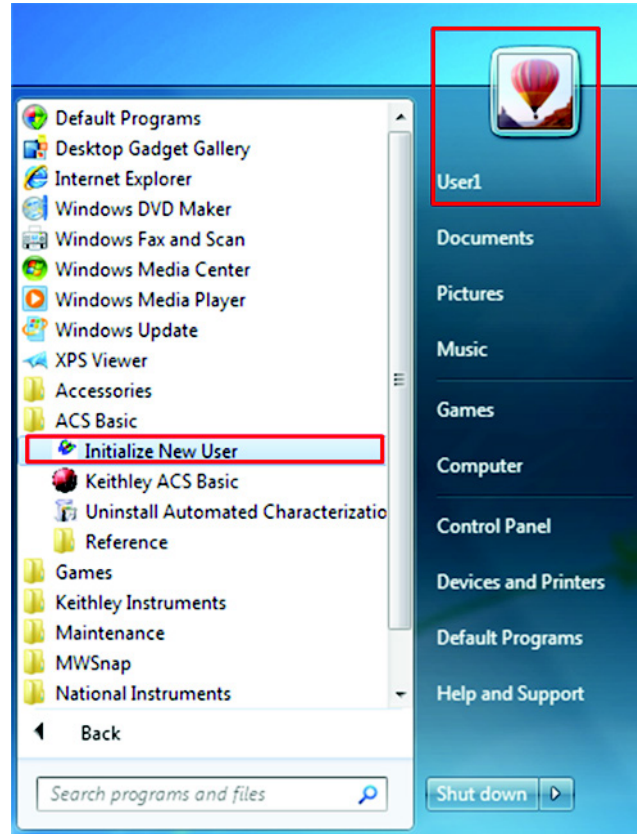 Default Programs
Desktop Gadget Gallery
Internet Explorer
Windows DVD Maker
Windows Fax and Scan
Windows Media Center
Windows Media Player
Windows Update
XPS Viewer
Accessories
ACS Basic
Initialize New User
Keithley ACS Basic
Uninstall Automated Characterizatio
Reference
Games
Keithley Instruments
Maintenance
MWSnap
National Instruments
Back
Search programs and files
User1
Documents
Pictures
Music
Games
Computer
Control Panel
Devices and Printers
Default Programs
Help and Support
Shut down